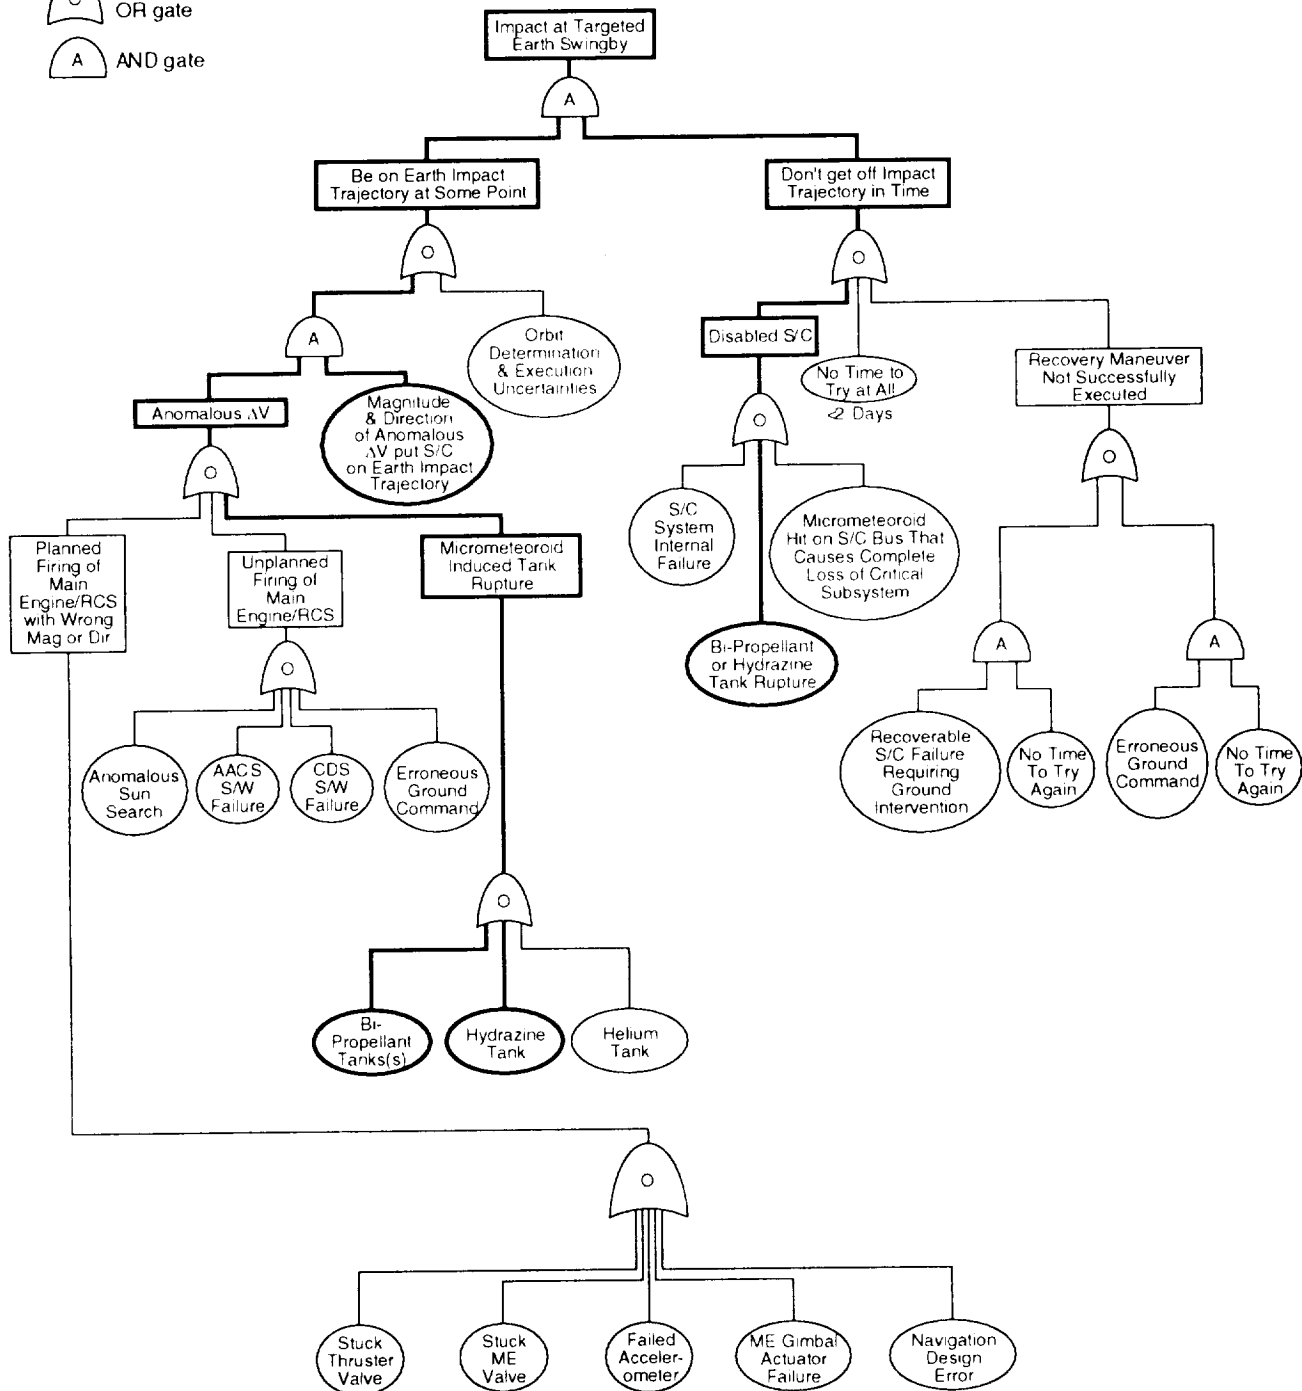 O
OR gate
A
AND gate
Impact at Targeted
Earth Swingby
A
Be on Earth Impact
Trajectory at Some Point
Don't get off Impact
Trajectory in Time
O
O
A
Orbit
Determination
& Execution
Uncertainties
Disabled S/C
No Time to
Try at All
<2 Days
Recovery Maneuver
Not Successfully
Executed
Anomalous ΔV
Magnitude
& Direction
of Anomalous
ΔV put S/C
on Earth Impact
Trajectory
O
O
O
S/C
System
Internal
Failure
Micrometeoroid
Hit on S/C Bus That
Causes Complete
Loss of Critical
Subsystem
Planned
Firing of
Main
Engine/RCS
with Wrong
Mag or Dir
Unplanned
Firing of
Main
Engine/RCS
Micrometeoroid
Induced Tank
Rupture
Bi-Propellant
or Hydrazine
Tank Rupture
O
A
A
Anomalous
Sun
Search
AACS
S/W
Failure
CDS
S/W
Failure
Erroneous
Ground
Command
Recoverable
S/C Failure
Requiring
Ground
Intervention
No Time
To Try
Again
Erroneous
Ground
Command
No Time
To Try
Again
O
Bi-
Propellant
Tanks(s)
Hydrazine
Tank
Helium
Tank
O
Stuck
Thruster
Valve
Stuck
ME
Valve
Failed
Acceler-
ometer
ME Gimbal
Actuator
Failure
Navigation
Design
Error